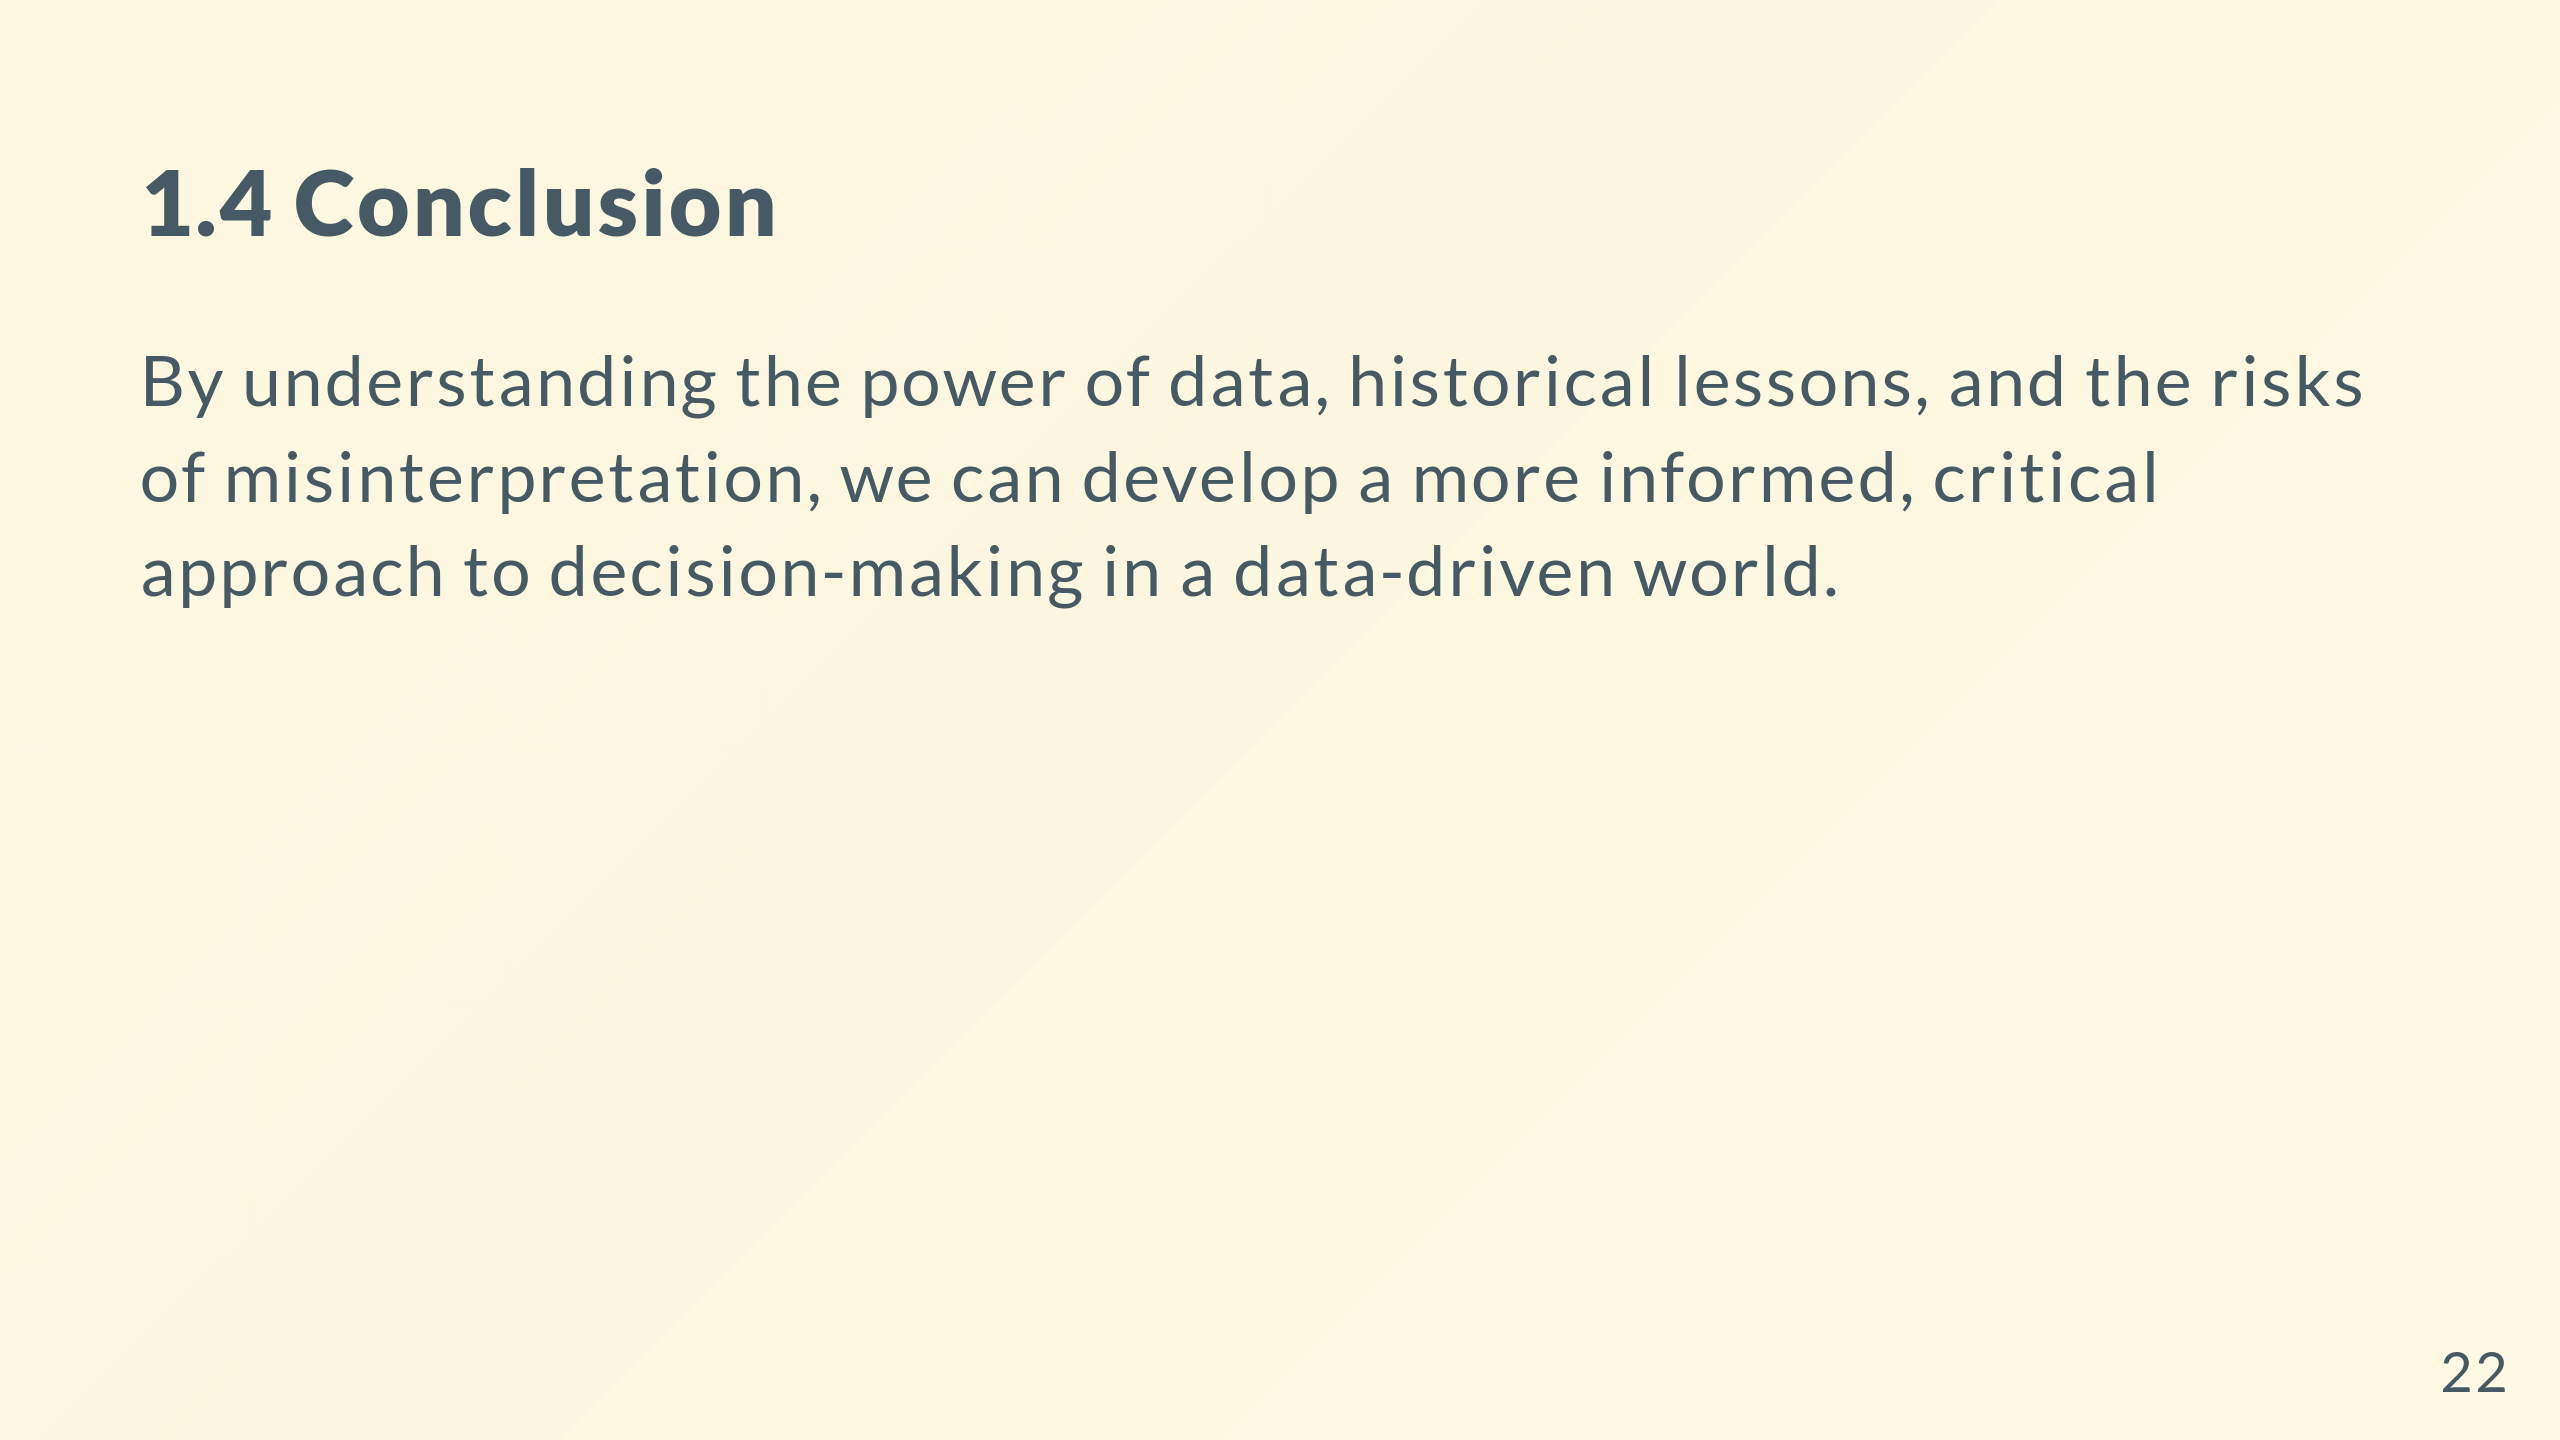 1.4 Conclusion
By understanding the power of data, historical lessons, and the risks
of misinterpretation, we can develop a more informed, critical
approach to decision-making in a data-driven world.
22